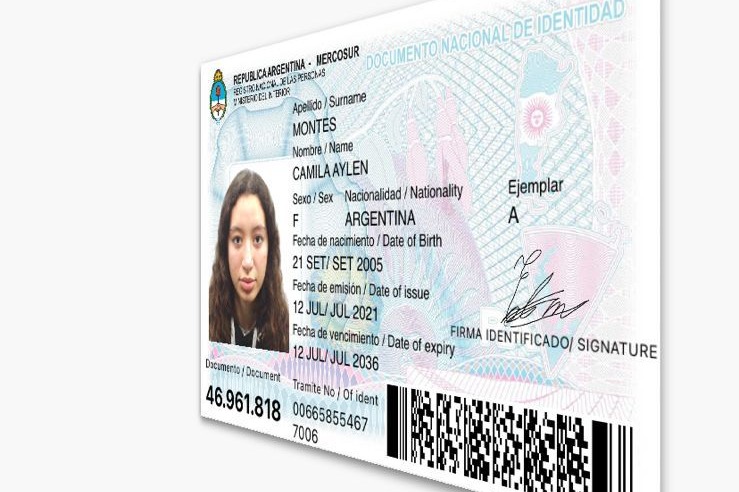 REPUBLICA ARGENTINA - MERCOSUR
REGISTRO NACIONAL DE LAS PERSONAS
MINISTERIO DEL INTERIOR
DOCUMENTO NACIONAL DE IDENTIDAD
Apellido / Surname
MONTES
Nombre / Name
CAMILA AYLEN
Sexo / Sex Nacionalidad / Nationality
F ARGENTINA
Ejemplar
A
Fecha de nacimiento / Date of Birth
21 SET/ SET 2005
Fecha de emisión / Date of issue
12 JUL/ JUL 2021
FIRMA IDENTIFICADO/ SIGNATURE
Fecha de vencimiento / Date of expiry
12 JUL/ JUL 2036
Documento / Document
46.961.818
Tramite No / Of ident
00665855467
7006